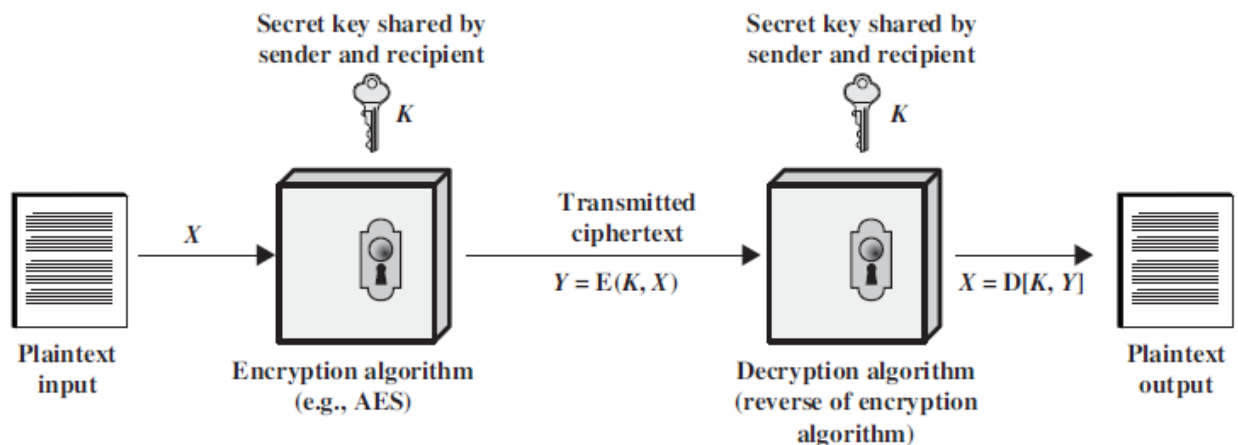 Secret key shared by
sender and recipient
K
Secret key shared by
sender and recipient
K
X
Transmitted
ciphertext
Y = E(K, X)
X = D[K, Y]
Plaintext
input
Encryption algorithm
(e.g., AES)
Decryption algorithm
(reverse of encryption
algorithm)
Plaintext
output